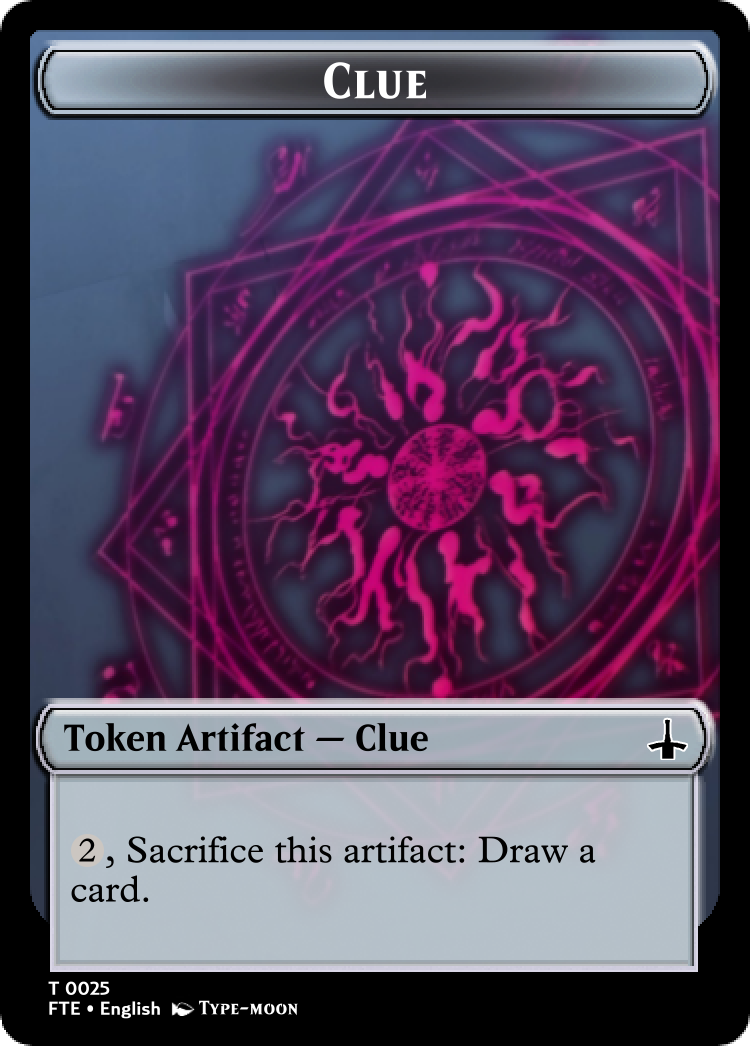 Clue
Token Artifact — Clue
2, Sacrifice this artifact: Draw a
card.
T 0025
FTE • English Type-Moon